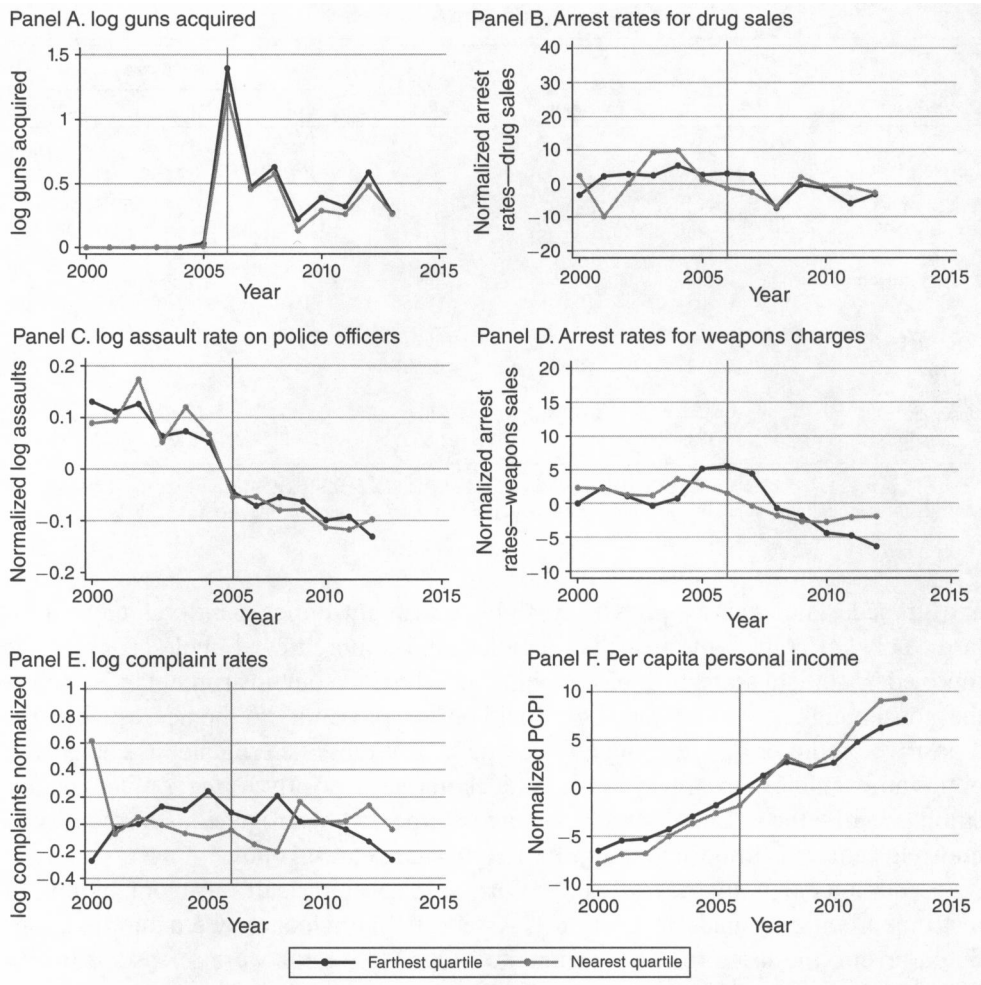 Panel A. log guns acquired
log guns acquired
1.5
1
0.5
0
2000 2005 2010 2015
Year
Panel B. Arrest rates for drug sales
Normalized arrest
rates—drug sales
40
30
20
10
0
−10
−20
2000 2005 2010 2015
Year
Panel C. log assault rate on police officers
Normalized log assaults
0.2
0.1
0
−0.1
−0.2
2000 2005 2010 2015
Year
Panel D. Arrest rates for weapons charges
Normalized arrest
rates—weapons sales
20
15
10
5
0
−5
−10
2000 2005 2010 2015
Year
Panel E. log complaint rates
log complaints normalized
1
0.8
0.6
0.4
0.2
0
−0.2
−0.4
2000 2005 2010 2015
Year
Panel F. Per capita personal income
Normalized PCPI
10
5
0
−5
−10
2000 2005 2010 2015
Year
Farthest quartile Nearest quartile